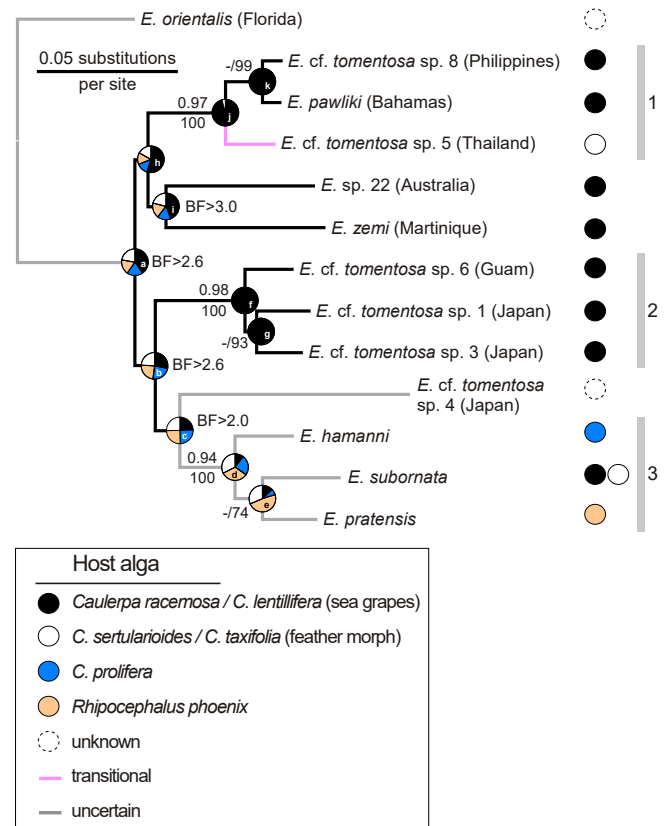 E. orientalis (Florida)
0.05 substitutions
per site
-/99
E. cf. tomentosa sp. 8 (Philippines)
k
E. pawliki (Bahamas)
0.97
100
j
E. cf. tomentosa sp. 5 (Thailand)
1
h
E. sp. 22 (Australia)
i
BF>3.0
E. zemi (Martinique)
a
BF>2.6
E. cf. tomentosa sp. 6 (Guam)
0.98
100
f
E. cf. tomentosa sp. 1 (Japan)
2
g
-/93
E. cf. tomentosa sp. 3 (Japan)
b
BF>2.6
E. cf. tomentosa
sp. 4 (Japan)
BF>2.0
c
E. hamanni
0.94
100
d
E. subornata
3
e
-/74
E. pratensis
Host alga
Caulerpa racemosa / C. lentillifera (sea grapes)
C. sertularioides / C. taxifolia (feather morph)
C. prolifera
Rhipocephalus phoenix
unknown
transitional
uncertain